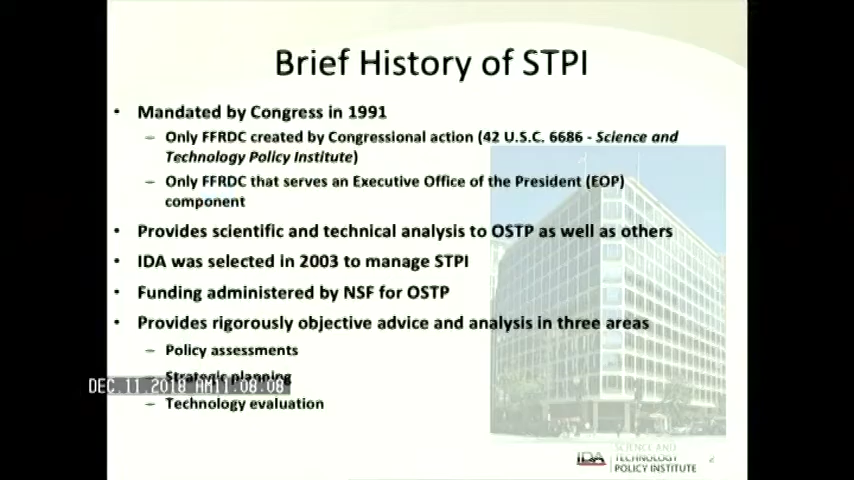 Brief History of STPI
• Mandated by Congress in 1991
– Only FFRDC created by Congressional action (42 U.S.C. 6686 - Science and
Technology Policy Institute)
– Only FFRDC that serves an Executive Office of the President (EOP)
component
• Provides scientific and technical analysis to OSTP as well as others
• IDA was selected in 2003 to manage STPI
• Funding administered by NSF for OSTP
• Provides rigorously objective advice and analysis in three areas
– Policy assessments
– Strategic planning
DEC.11.2018 AM11:08:08
– Technology evaluation
IDA
SCIENCE AND
TECHNOLOGY
POLICY INSTITUTE
2